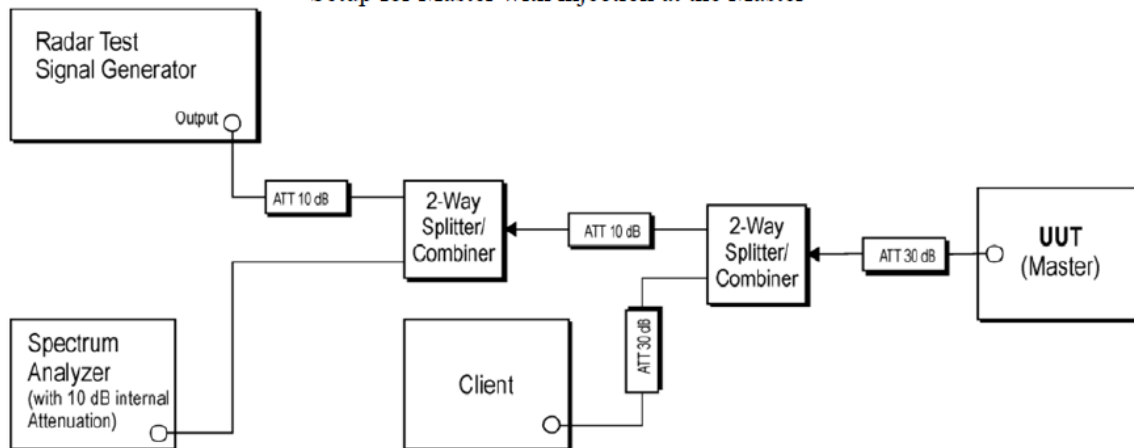 Setup for Master with injection at the Master
Radar Test
Signal Generator
Output
ATT 10 dB
2-Way
Splitter/
Combiner
ATT 10 dB
2-Way
Splitter/
Combiner
ATT 30 dB
UUT
(Master)
Spectrum
Analyzer
(with 10 dB internal
Attenuation)
Client
ATT 30 dB